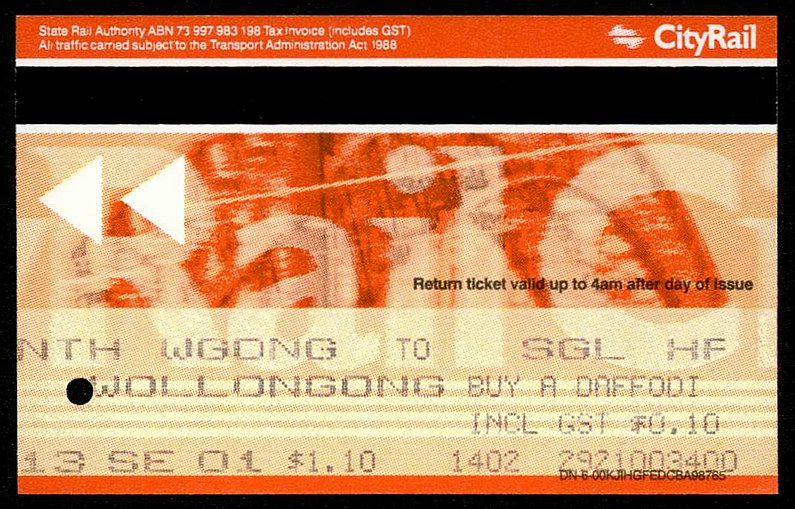 State Rail Authority ABN 73 997 983 198 Tax Invoice (includes GST)
All traffic carried subject to the Transport Administration Act 1988
CityRail
Return ticket valid up to 4am after day of issue
NTH WGONG TO SGL HF
WOLLONGONG BUY A DAFFODI
INCL GST $0.10
13 SE 01 $1.10 1402 2921003400
DN-6-00KJIHGFEDCBA98765